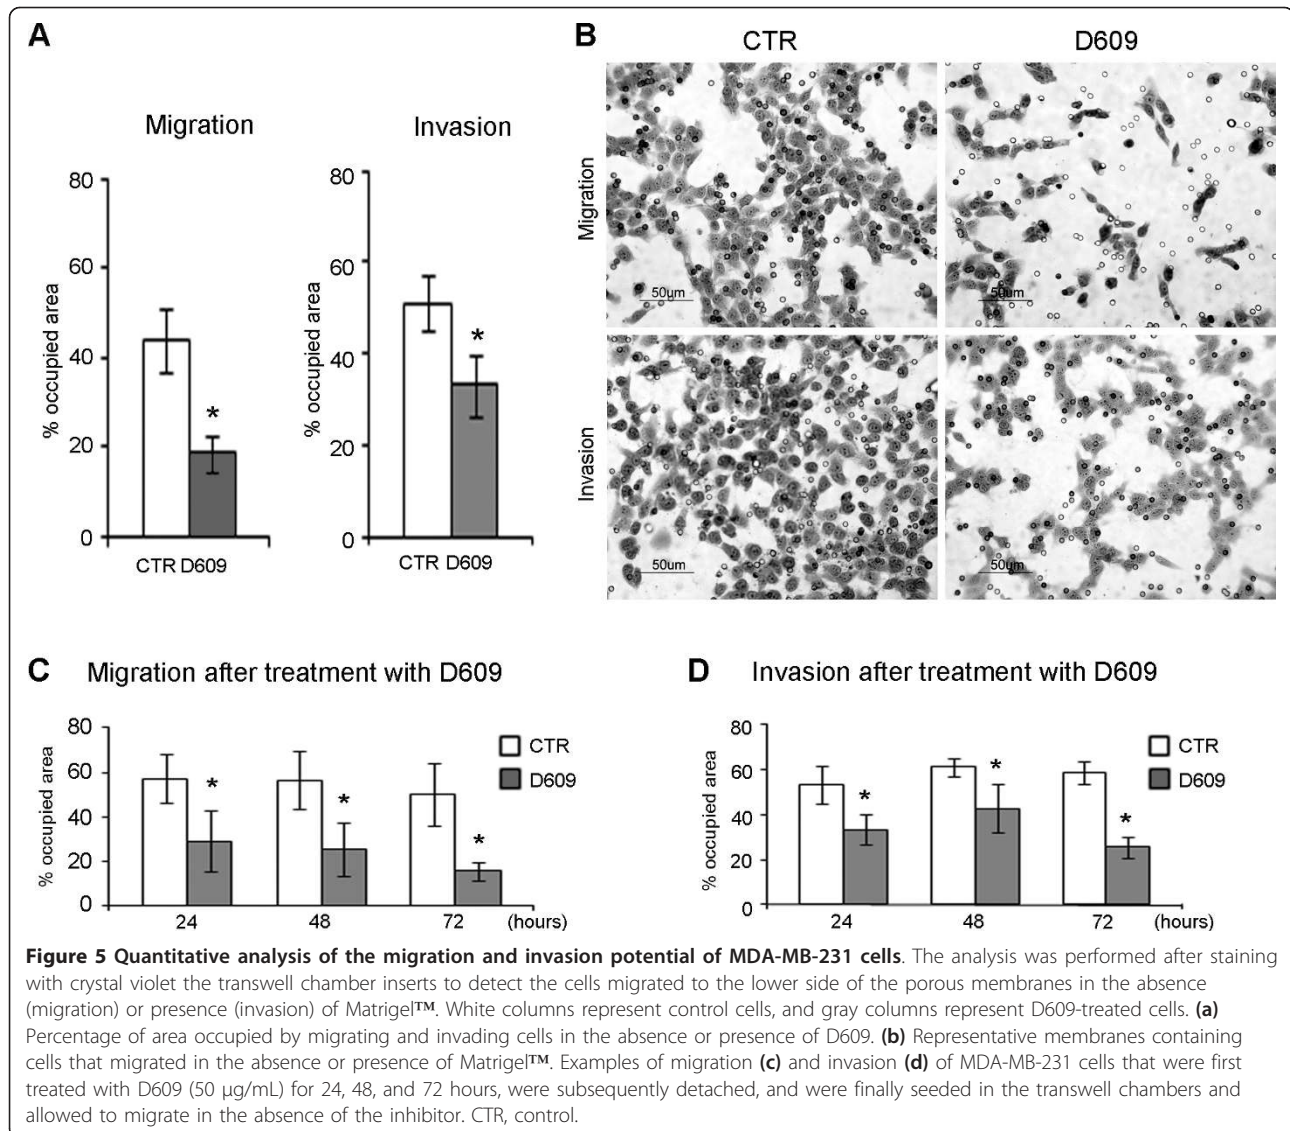 A
Migration
Invasion
80
60
40
20
0
% occupied area
*
CTR D609
80
60
40
20
0
% occupied area
*
CTR D609
B
CTR
D609
Migration
50um
50um
Invasion
50um
50um
C Migration after treatment with D609
80
60
40
20
0
% occupied area
*
*
*
24 48 72 (hours)
CTR
D609
D Invasion after treatment with D609
80
60
40
20
0
% occupied area
*
*
*
24 48 72 (hours)
CTR
D609
Figure 5 Quantitative analysis of the migration and invasion potential of MDA-MB-231 cells. The analysis was performed after staining
with crystal violet the transwell chamber inserts to detect the cells migrated to the lower side of the porous membranes in the absence
(migration) or presence (invasion) of Matrigel™. White columns represent control cells, and gray columns represent D609-treated cells. (a)
Percentage of area occupied by migrating and invading cells in the absence or presence of D609. (b) Representative membranes containing
cells that migrated in the absence or presence of Matrigel™. Examples of migration (c) and invasion (d) of MDA-MB-231 cells that were first
treated with D609 (50 μg/mL) for 24, 48, and 72 hours, were subsequently detached, and were finally seeded in the transwell chambers and
allowed to migrate in the absence of the inhibitor. CTR, control.